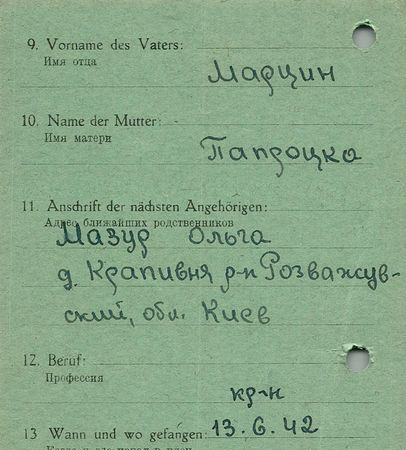 9. Vorname des Vaters:
Имя отца
Марцин
10. Name der Mutter:
Имя матери
Папроцка
11. Anschrift der nächsten Angehörigen:
Адрес ближайших родственников
Мазур Ольга
д. Крапивня р-н Розважув-
ский, обл. Киев
12. Beruf:
Профессия
кр-н
13 Wann und wo gefangen: 13.6.42